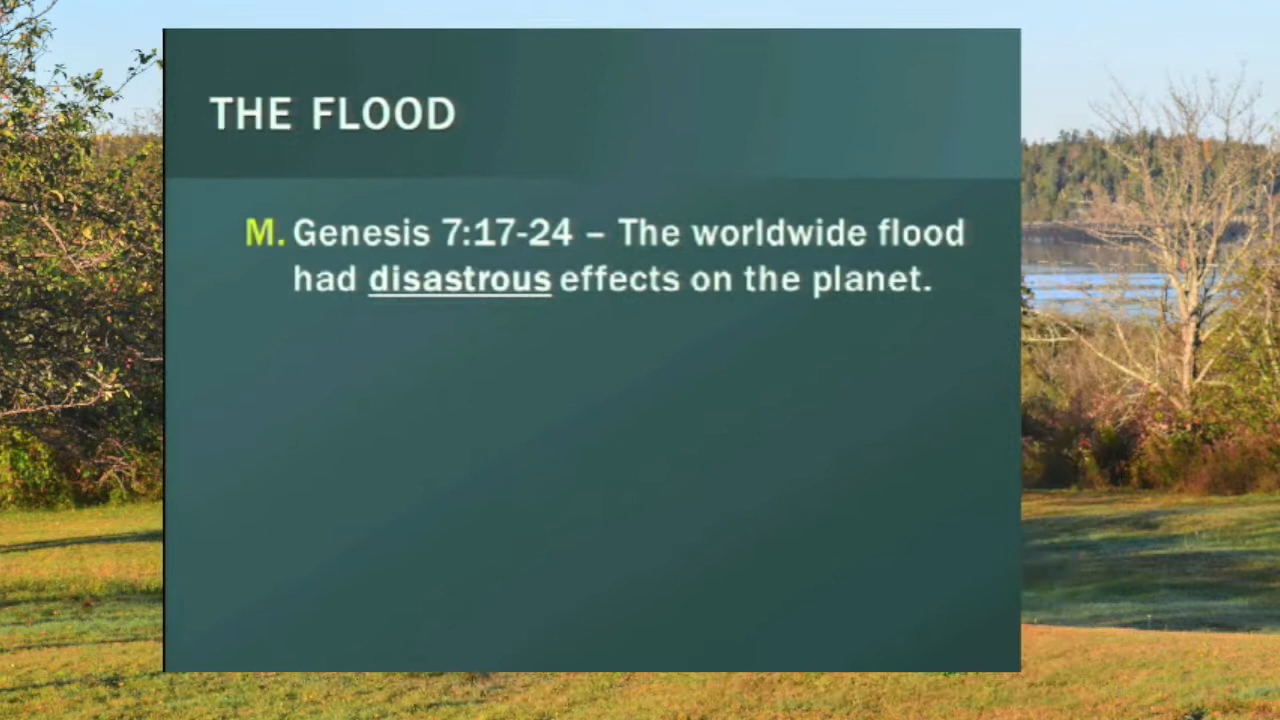 THE FLOOD
M. Genesis 7:17-24 – The worldwide flood
had disastrous effects on the planet.